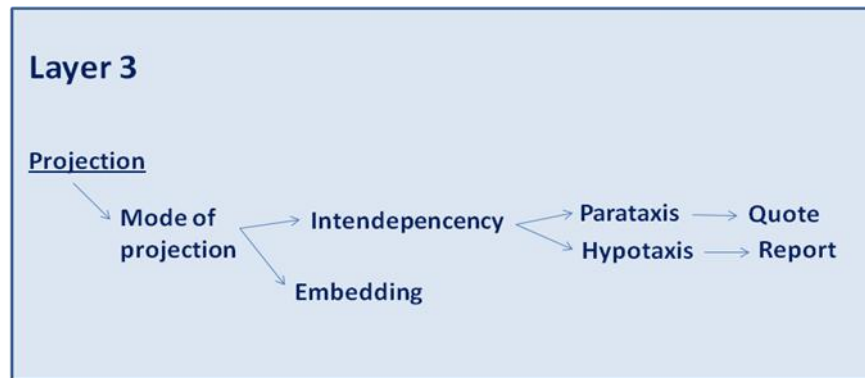 Layer 3
Projection
Mode of
projection
Intendepencency
Embedding
Parataxis
Quote
Hypotaxis
Report